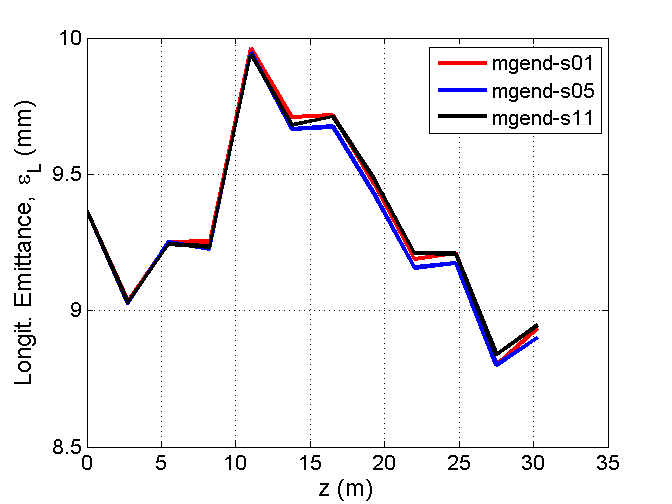 10
9.5
9
8.5
Longit. Emittance, ε_L (mm)
mgend-s01
mgend-s05
mgend-s11
0 5 10 15 20 25 30 35
z (m)